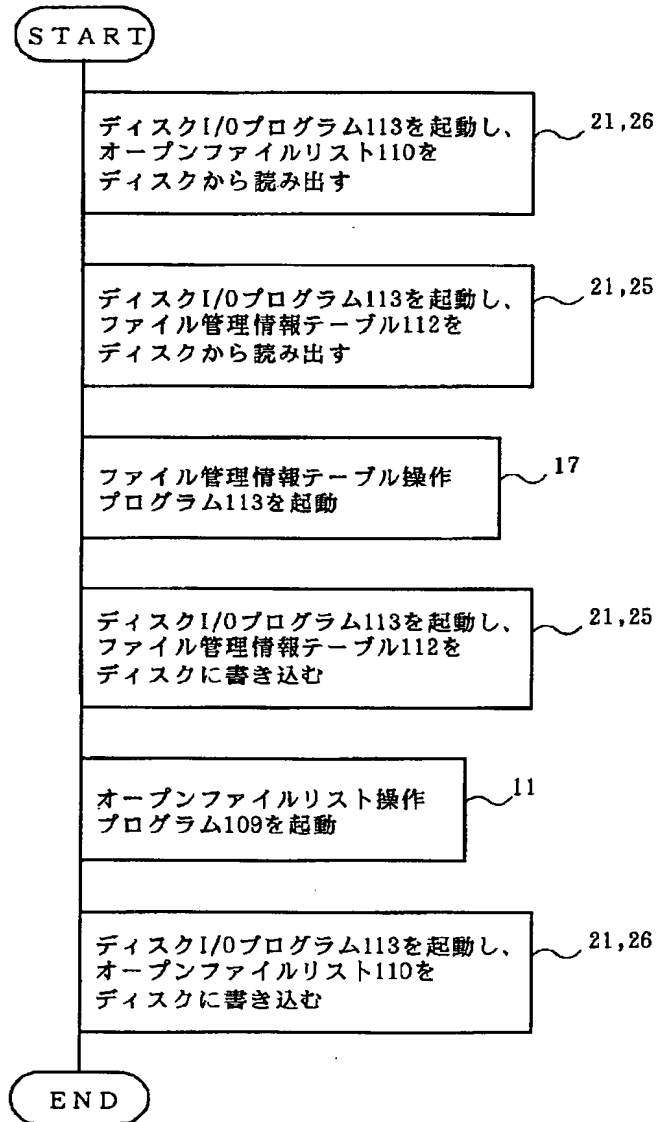 START
ディスクI/Oプログラム113を起動し、
オープンファイルリスト110を
ディスクから読み出す
21,26
ディスクI/Oプログラム113を起動し、
ファイル管理情報テーブル112を
ディスクから読み出す
21,25
ファイル管理情報テーブル操作
プログラム113を起動
17
ディスクI/Oプログラム113を起動し、
ファイル管理情報テーブル112を
ディスクに書き込む
21,25
オープンファイルリスト操作
プログラム109を起動
11
ディスクI/Oプログラム113を起動し、
オープンファイルリスト110を
ディスクに書き込む
21,26
END